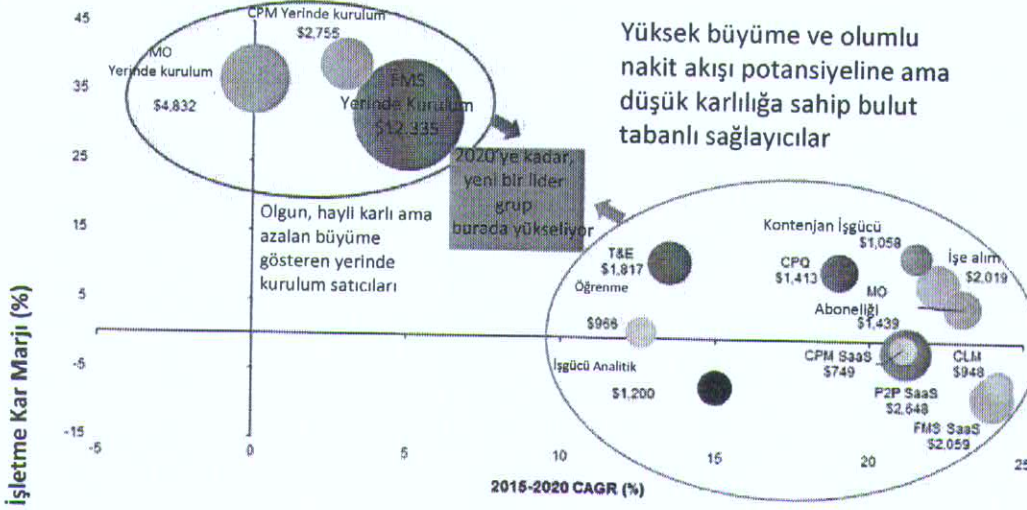 45
35
25
15
5
-5
-15
-5
0
5
10
15
20
25
İşletme Kar Marjı (%)
2015-2020 CAGR (%)
CPM Yerinde kurulum
$2,755
MO
Yerinde kurulum
$4,832
FMS
Yerinde Kurulum
$12.335
Yüksek büyüme ve olumlu
nakit akışı potansiyeline ama
düşük karlılığa sahip bulut
tabanlı sağlayıcılar
2020'ye kadar,
yeni bir lider
grup
burada yükseliyor
Olgun, hayli karlı ama
azalan büyüme
gösteren yerinde
kurulum satıcıları
T&E
$1,817
Öğrenme
$966
İşgücü Analitik
$1,200
Kontenjan İşgücü
$1,058
CPQ
$1,413
İşe alım
$2,019
MO
Aboneliği
$1,439
CPM SaaS
$749
CLM
$948
P2P SaaS
$2,648
FMS SaaS
$2,059